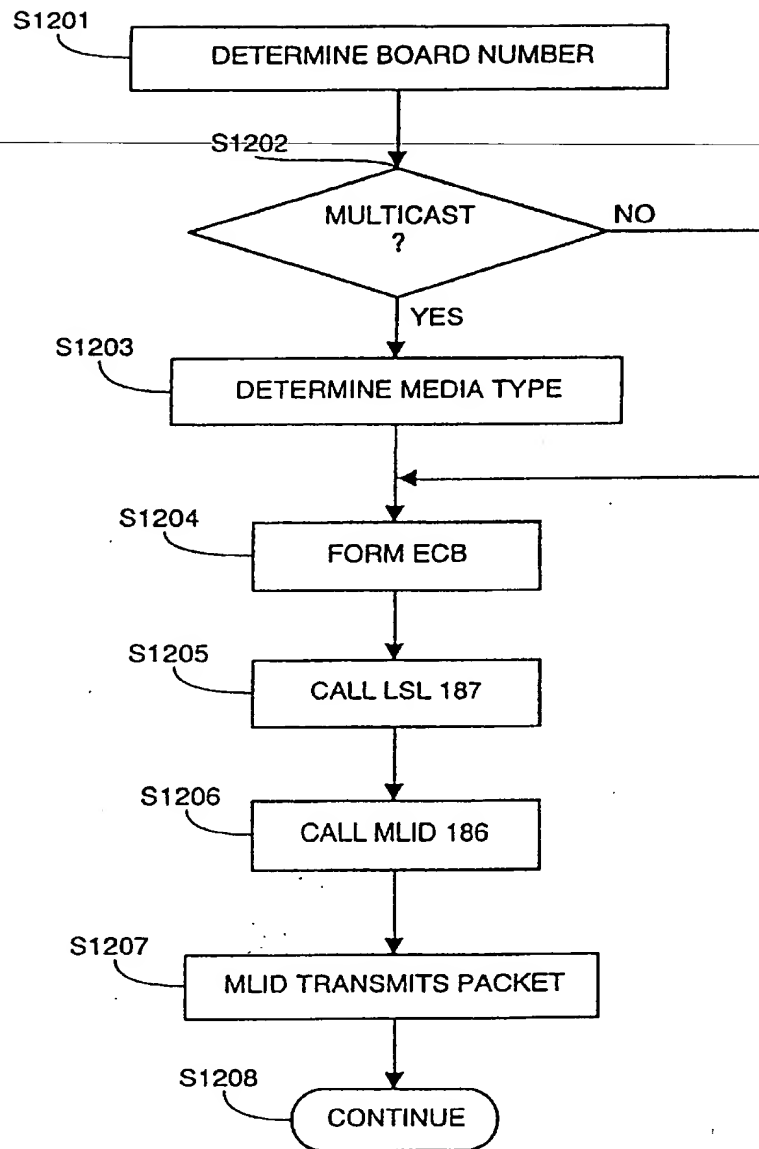 S1201
DETERMINE BOARD NUMBER
S1202
MULTICAST
?
NO
YES
S1203
DETERMINE MEDIA TYPE
S1204
FORM ECB
S1205
CALL LSL 187
S1206
CALL MLID 186
S1207
MLID TRANSMITS PACKET
S1208
CONTINUE